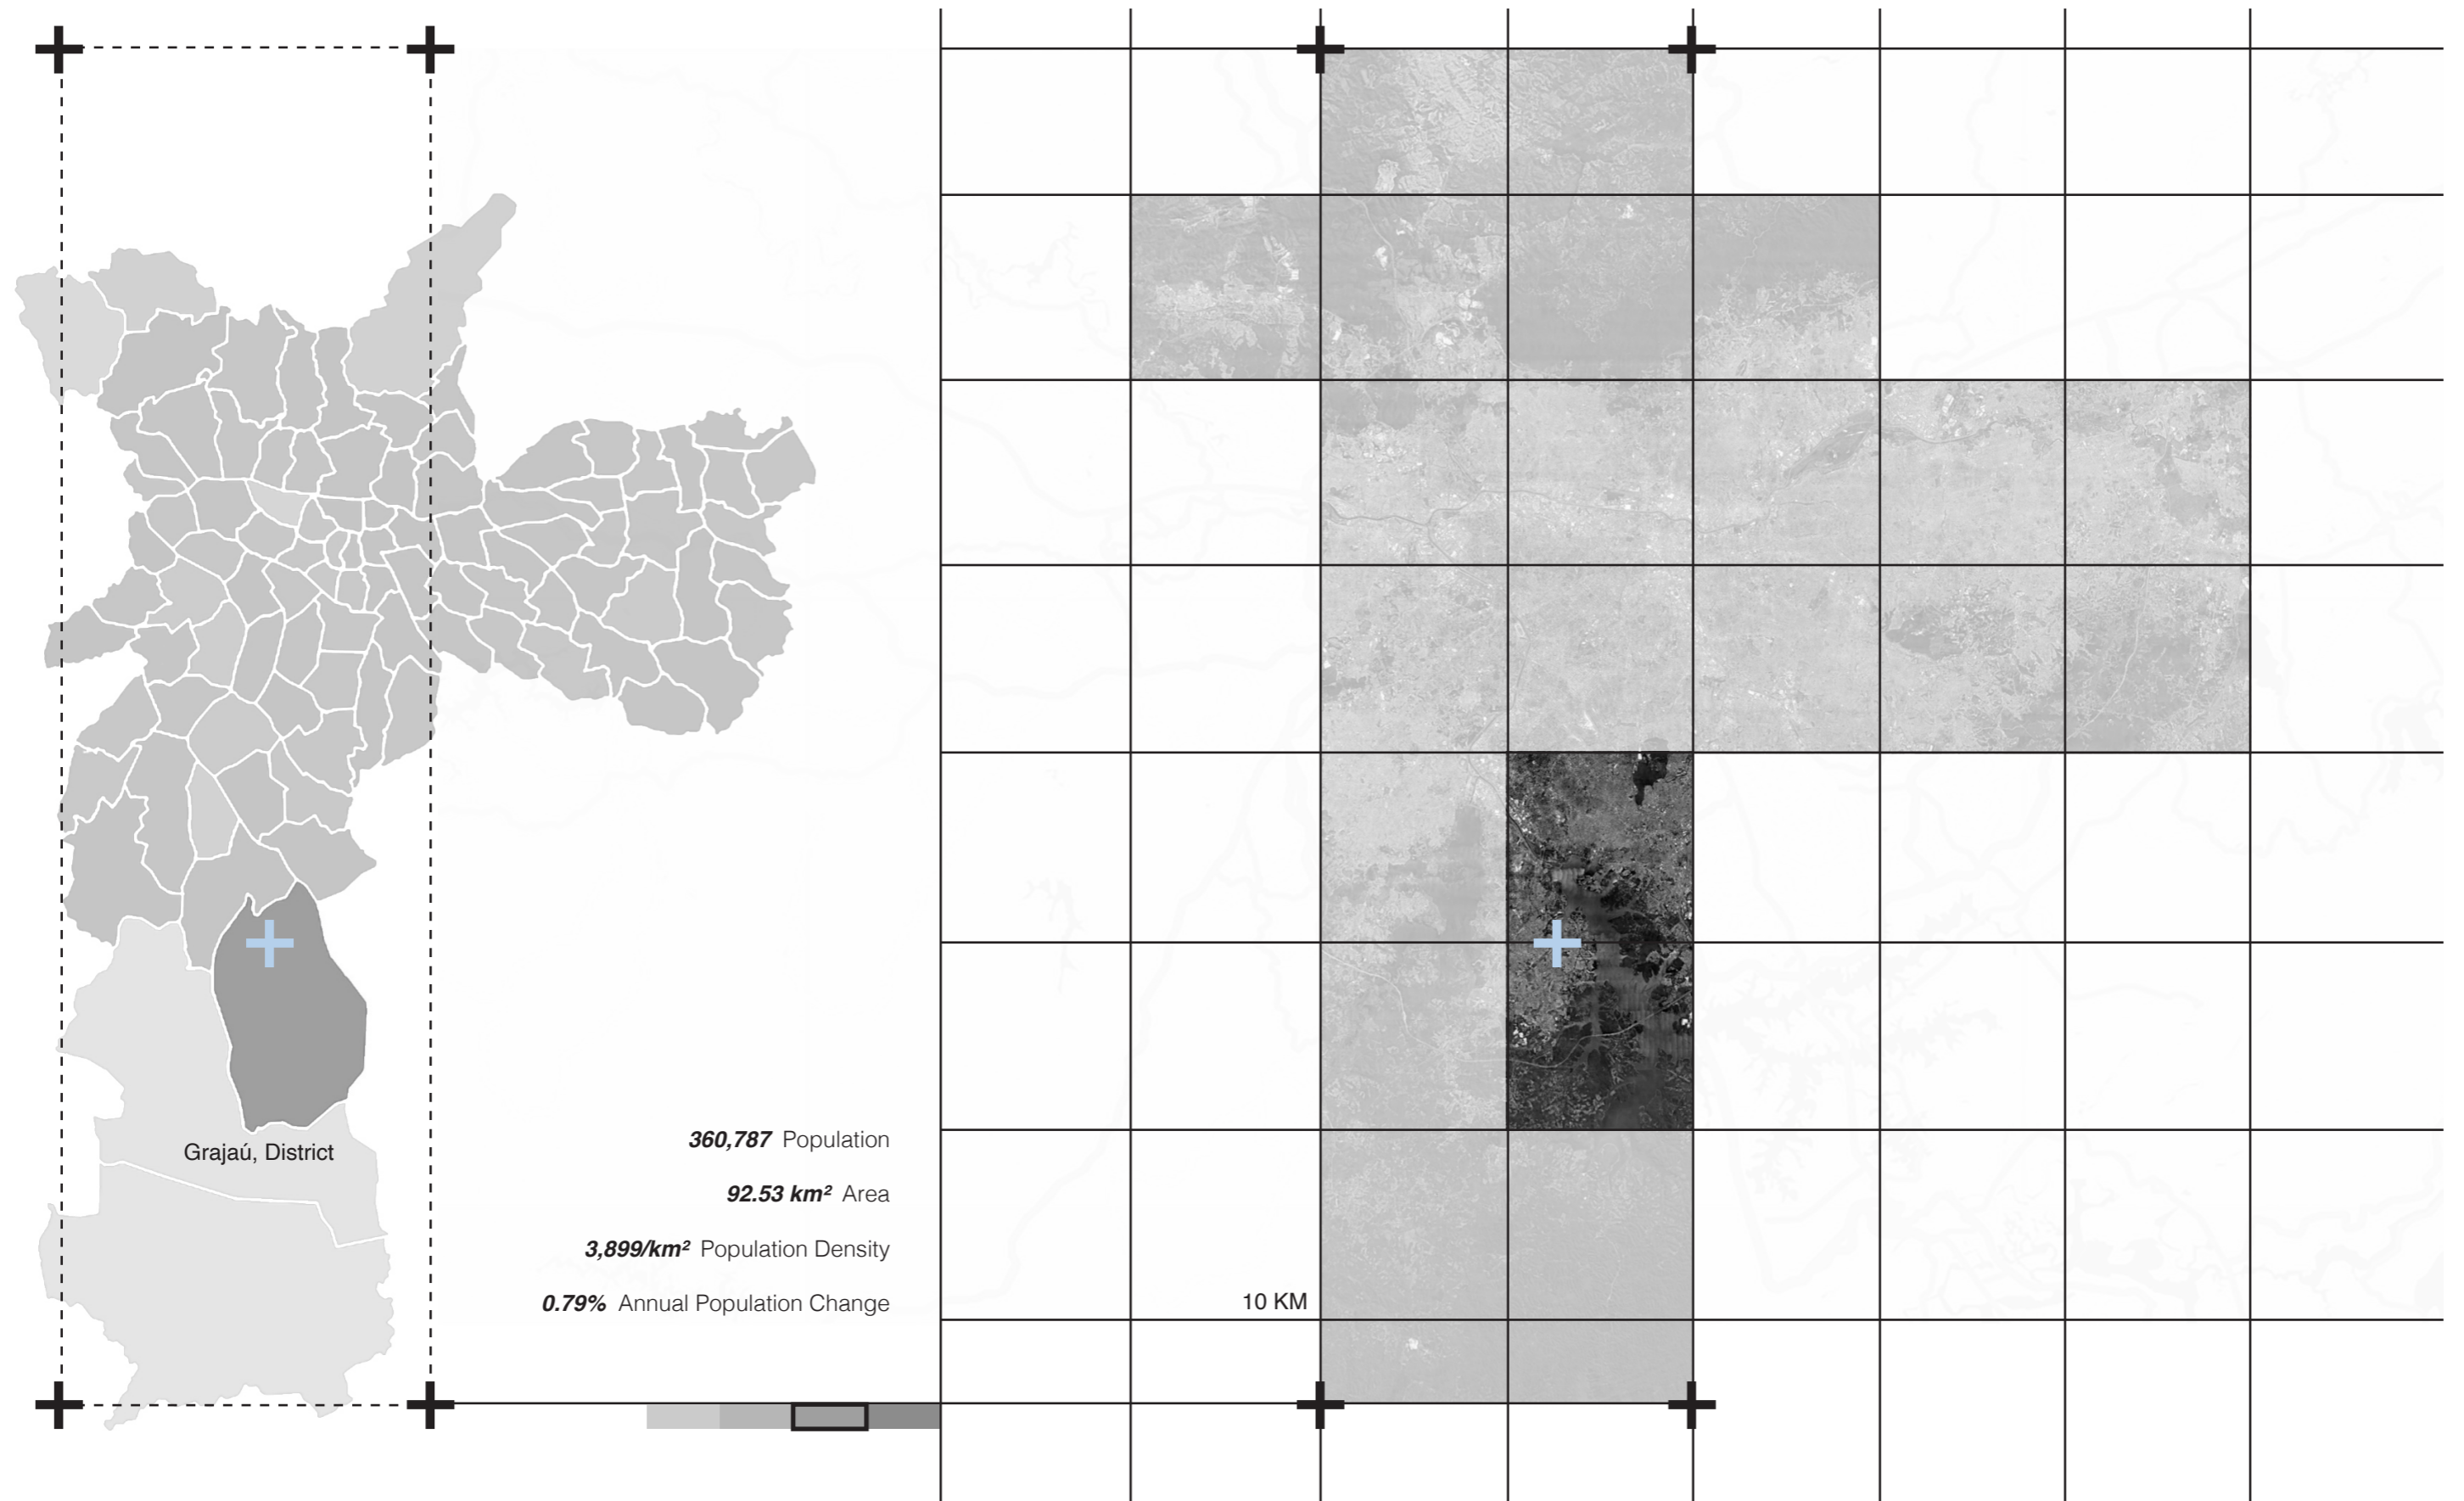 Grajaú, District
360,787 Population
92.53 km² Area
3,899/km² Population Density
0.79% Annual Population Change
10 KM